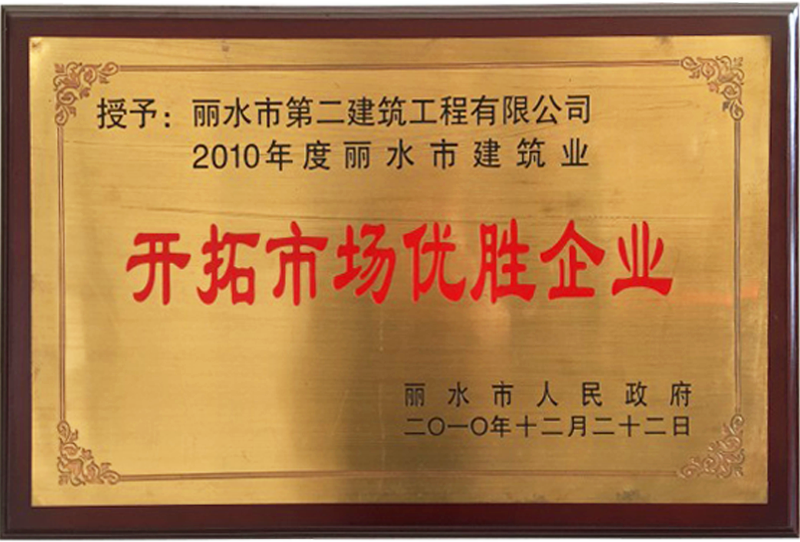 授予：丽水市第二建筑工程有限公司
2010年度丽水市建筑业
开拓市场优胜企业
丽水市人民政府
二〇一〇年十二月二十二日